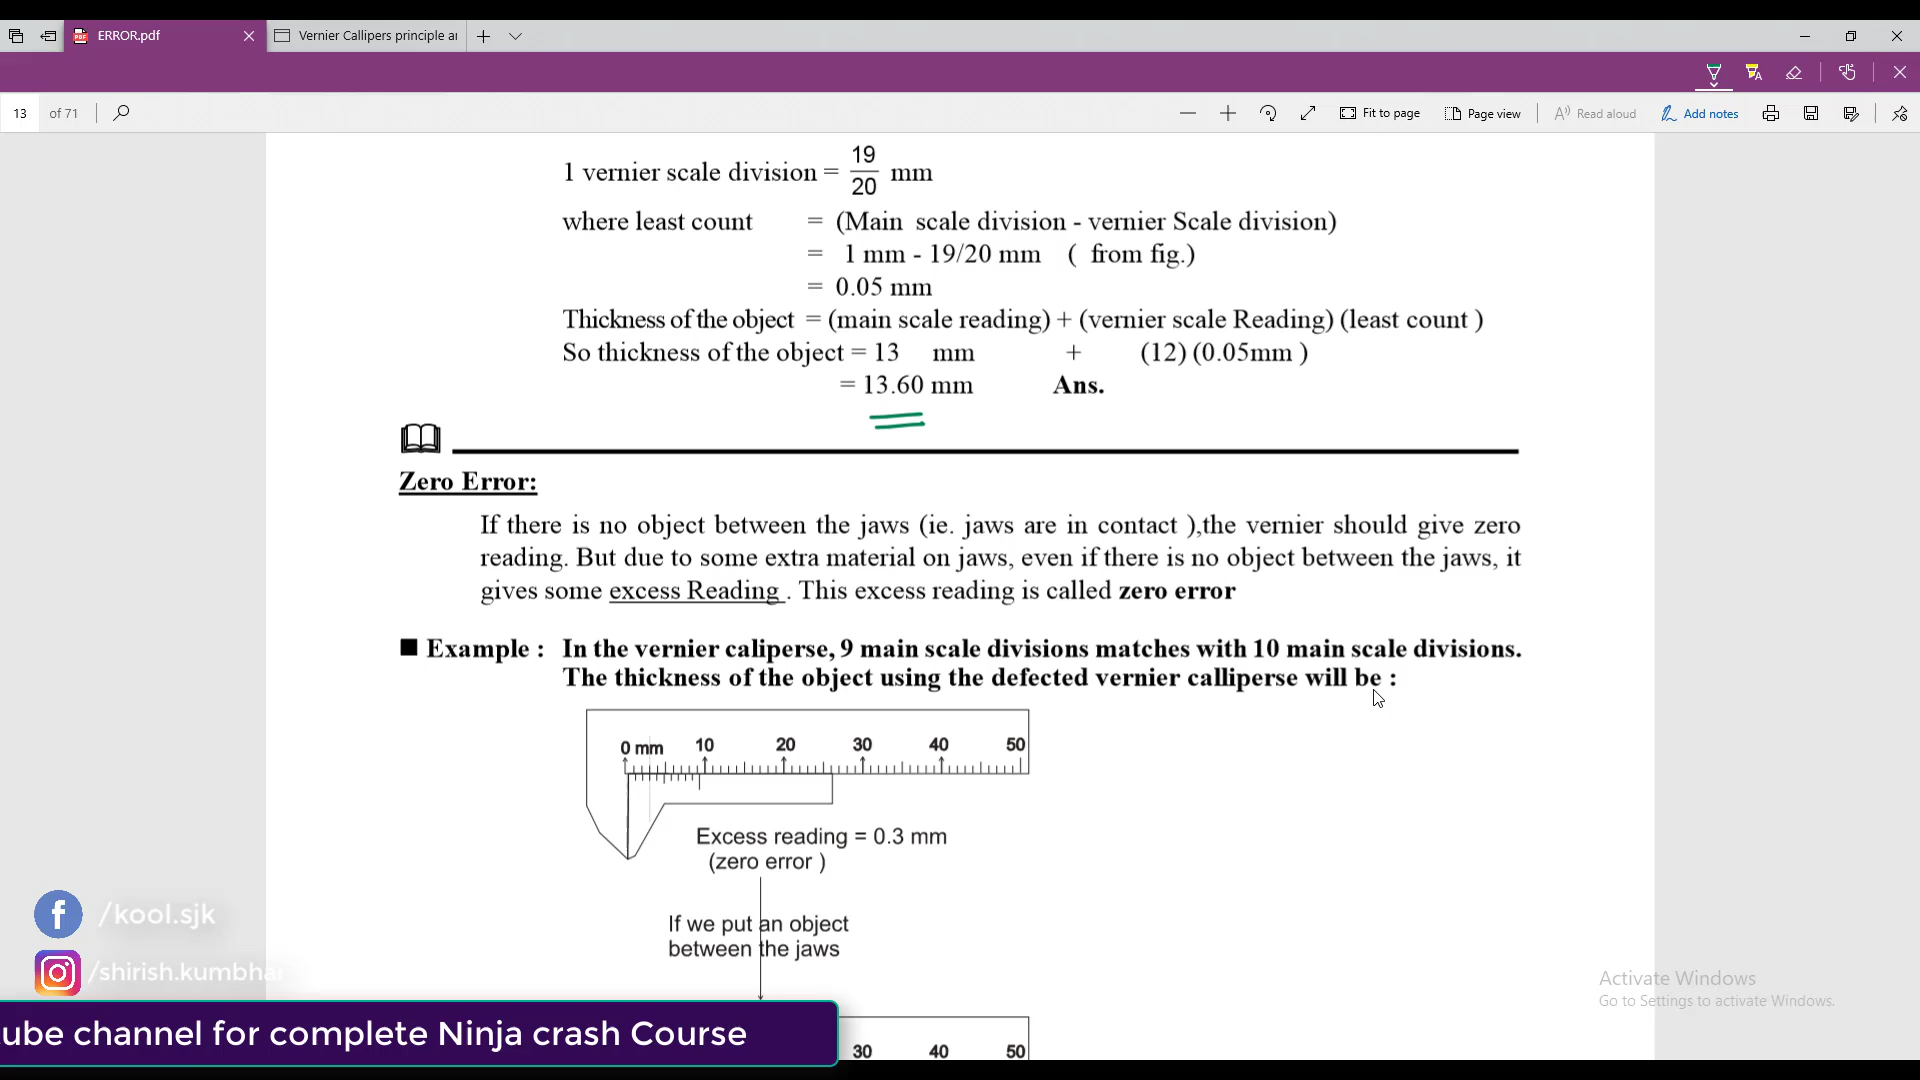 ERROR.pdf
Vernier Callipers principle ar
13 of 71
Fit to page
Page view
Read aloud
Add notes
1 vernier scale division = 19/20 mm
where least count = (Main scale division - vernier Scale division)
= 1 mm - 19/20 mm ( from fig.)
= 0.05 mm
Thickness of the object = (main scale reading) + (vernier scale Reading) (least count )
So thickness of the object = 13 mm + (12) (0.05mm )
= 13.60 mm Ans.
Zero Error:
If there is no object between the jaws (ie. jaws are in contact ),the vernier should give zero
reading. But due to some extra material on jaws, even if there is no object between the jaws, it
gives some excess Reading . This excess reading is called zero error
Example : In the vernier caliperse, 9 main scale divisions matches with 10 main scale divisions.
The thickness of the object using the defected vernier calliperse will be :
0 mm 10 20 30 40 50
Excess reading = 0.3 mm
(zero error )
If we put an object
between the jaws
/kool.sjk
/shirish.kumbhar
Activate Windows
Go to Settings to activate Windows.
ube channel for complete Ninja crash Course
30 40 50